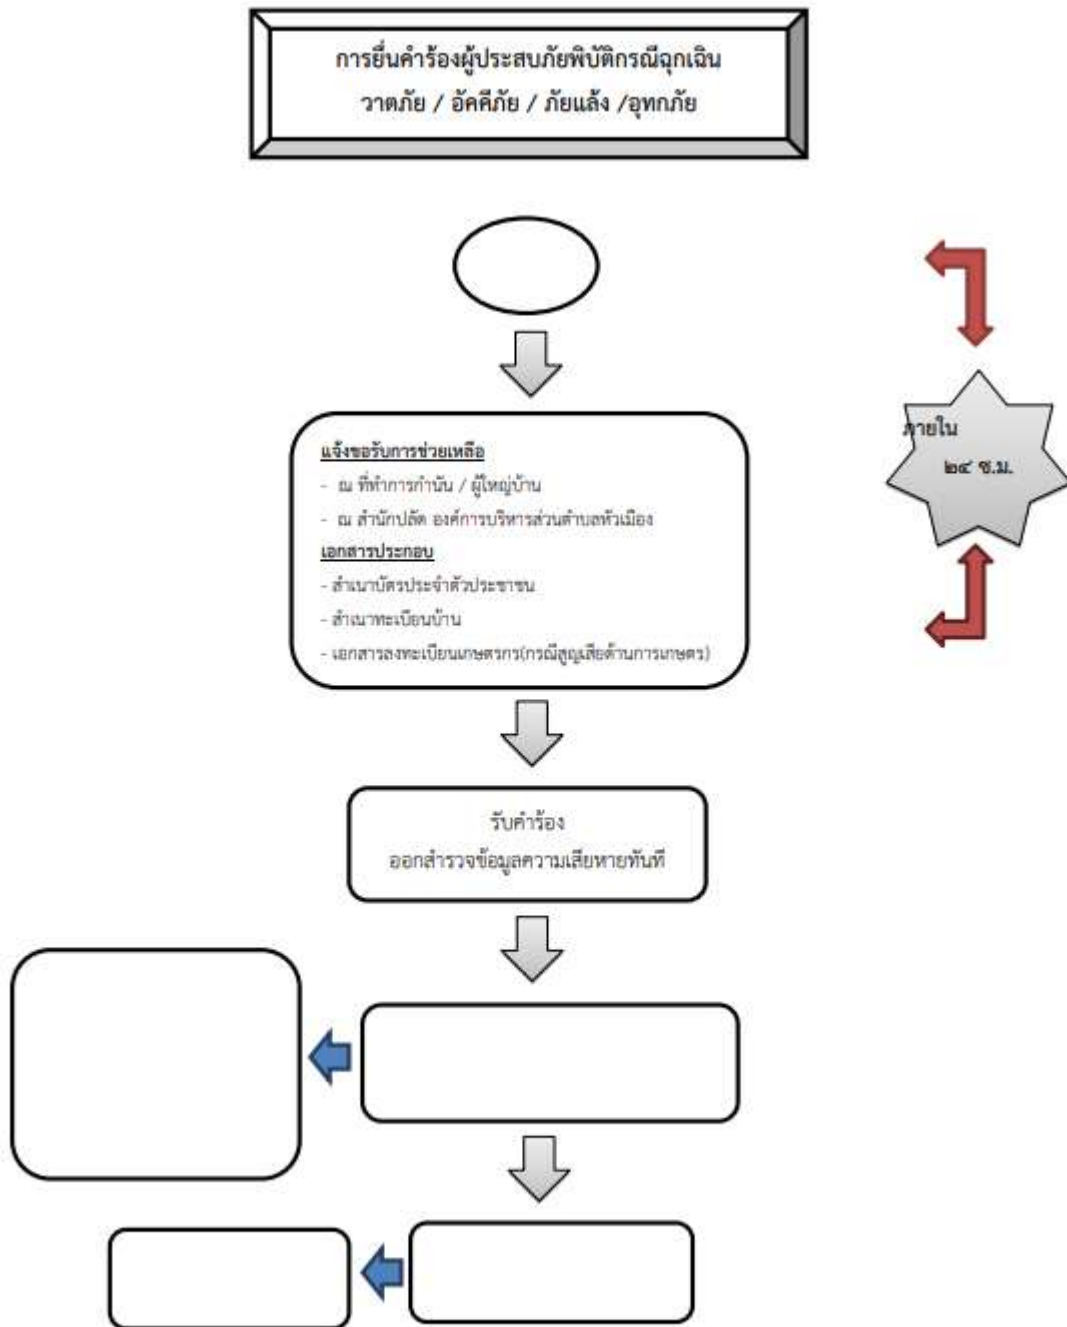 การยื่นคำร้องผู้ประสบภัยพิบัติกรณีฉุกเฉิน
วาตภัย / อัคคีภัย / ภัยแล้ง /อุทกภัย
ภายใน
๒๔ ช.ม.
แจ้งขอรับการช่วยเหลือ
- ณ ที่ทำการกำนัน / ผู้ใหญ่บ้าน
- ณ สำนักปลัด องค์การบริหารส่วนตำบลหัวเมือง
เอกสารประกอบ
- สำเนาบัตรประจำตัวประชาชน
- สำเนาทะเบียนบ้าน
- เอกสารลงทะเบียนเกษตรกร(กรณีสูญเสียด้านการเกษตร)
รับคำร้อง
ออกสำรวจข้อมูลความเสียหายทันที